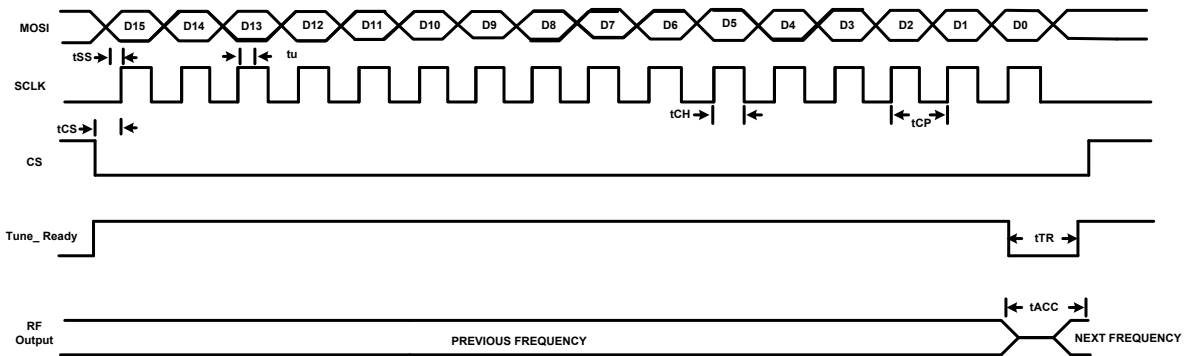 MOSI
D15 D14 D13 D12 D11 D10 D9 D8 D7 D6 D5 D4 D3 D2 D1 D0
tSS
tu
SCLK
tCH
tCP
tCS
CS
Tune_ Ready
tTR
tACC
RF
Output
PREVIOUS FREQUENCY
NEXT FREQUENCY